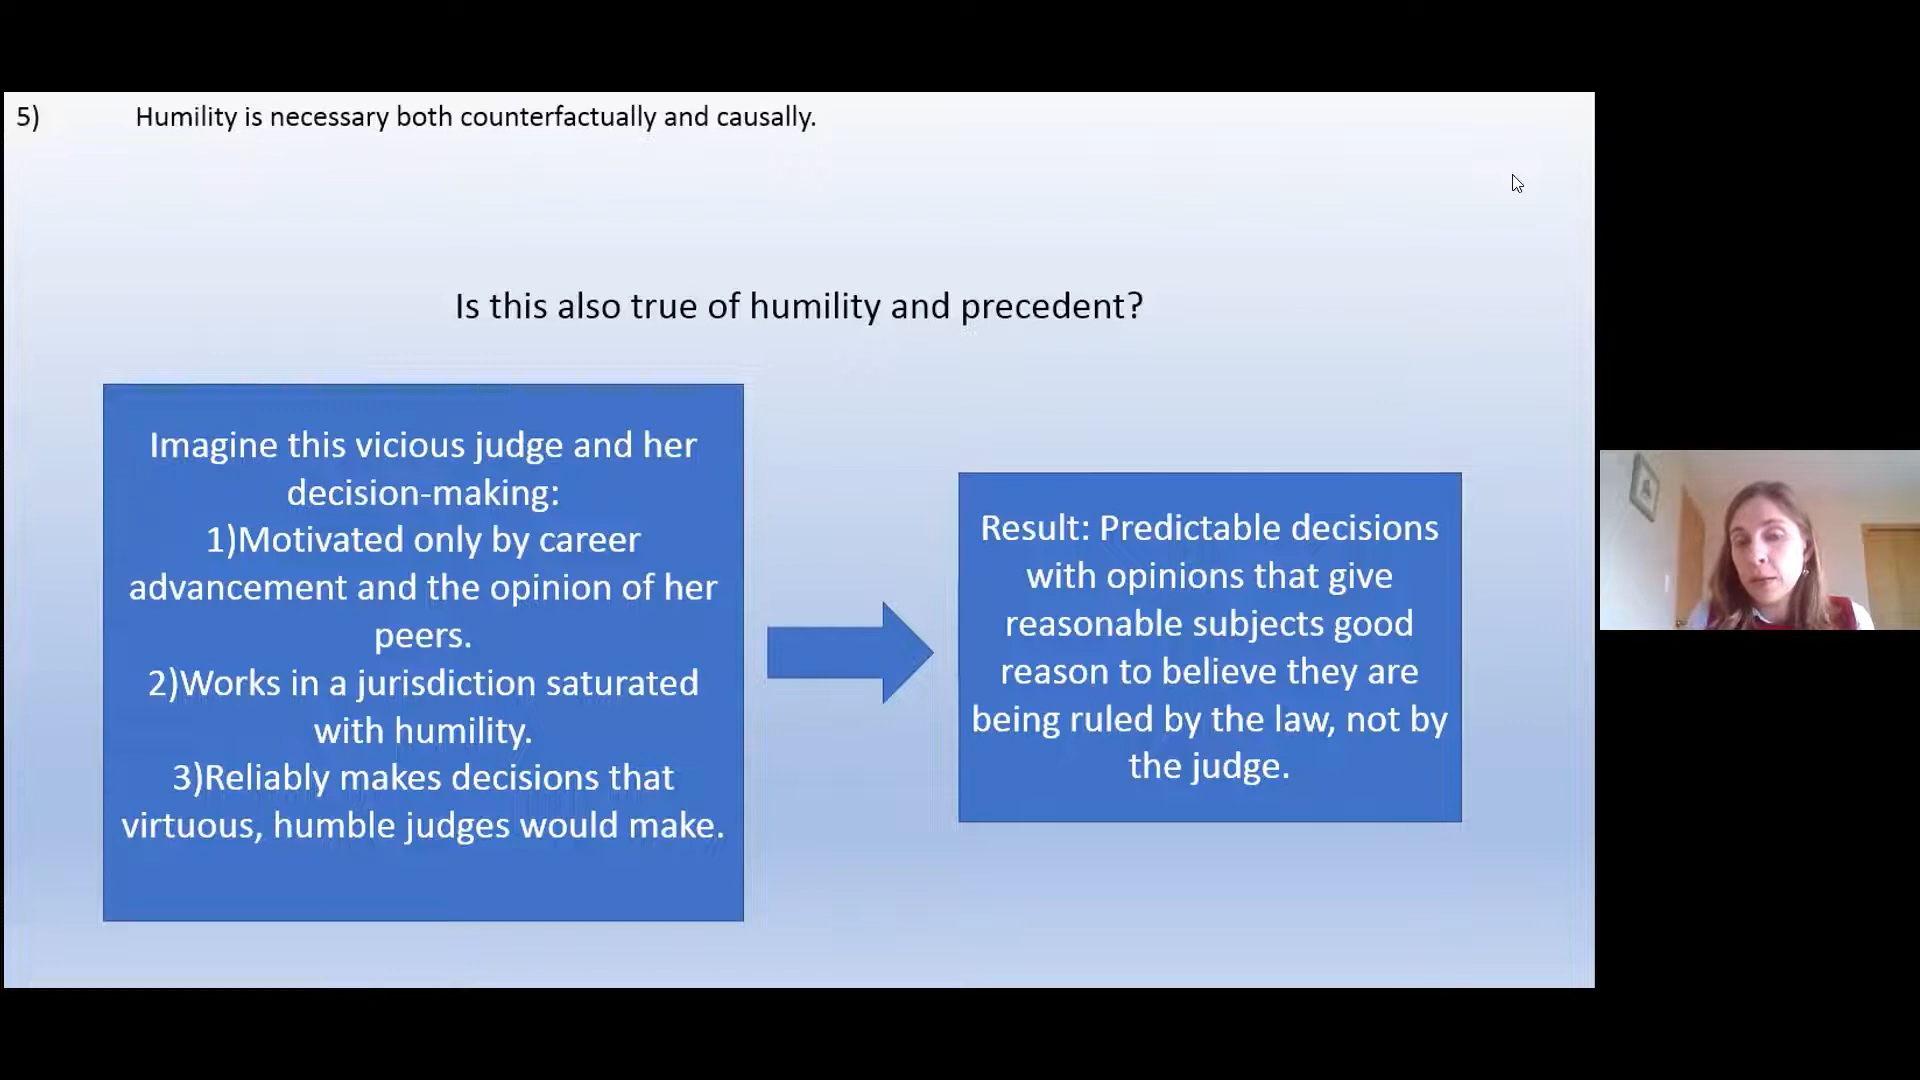 5) Humility is necessary both counterfactually and causally.
Is this also true of humility and precedent?
Imagine this vicious judge and her
decision-making:
1)Motivated only by career
advancement and the opinion of her
peers.
2)Works in a jurisdiction saturated
with humility.
3)Reliably makes decisions that
virtuous, humble judges would make.
Result: Predictable decisions
with opinions that give
reasonable subjects good
reason to believe they are
being ruled by the law, not by
the judge.